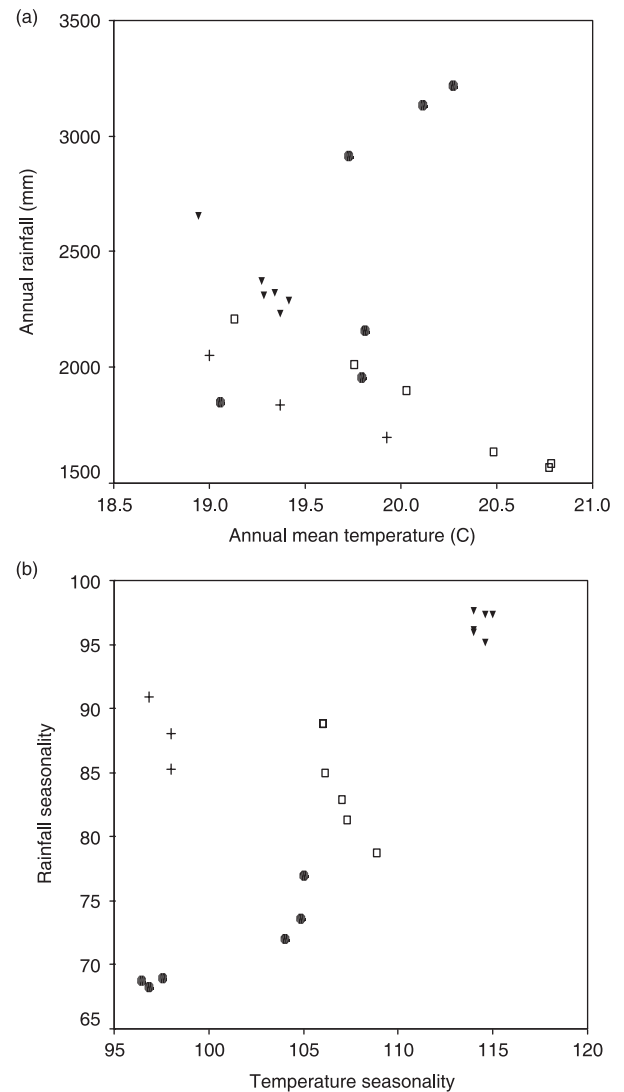 (a)
3500
3000
2500
2000
1500
Annual rainfall (mm)
18.5 19.0 19.5 20.0 20.5 21.0
Annual mean temperature (C)
(b)
100
95
90
85
80
75
70
65
Rainfall seasonality
95 100 105 110 115 120
Temperature seasonality